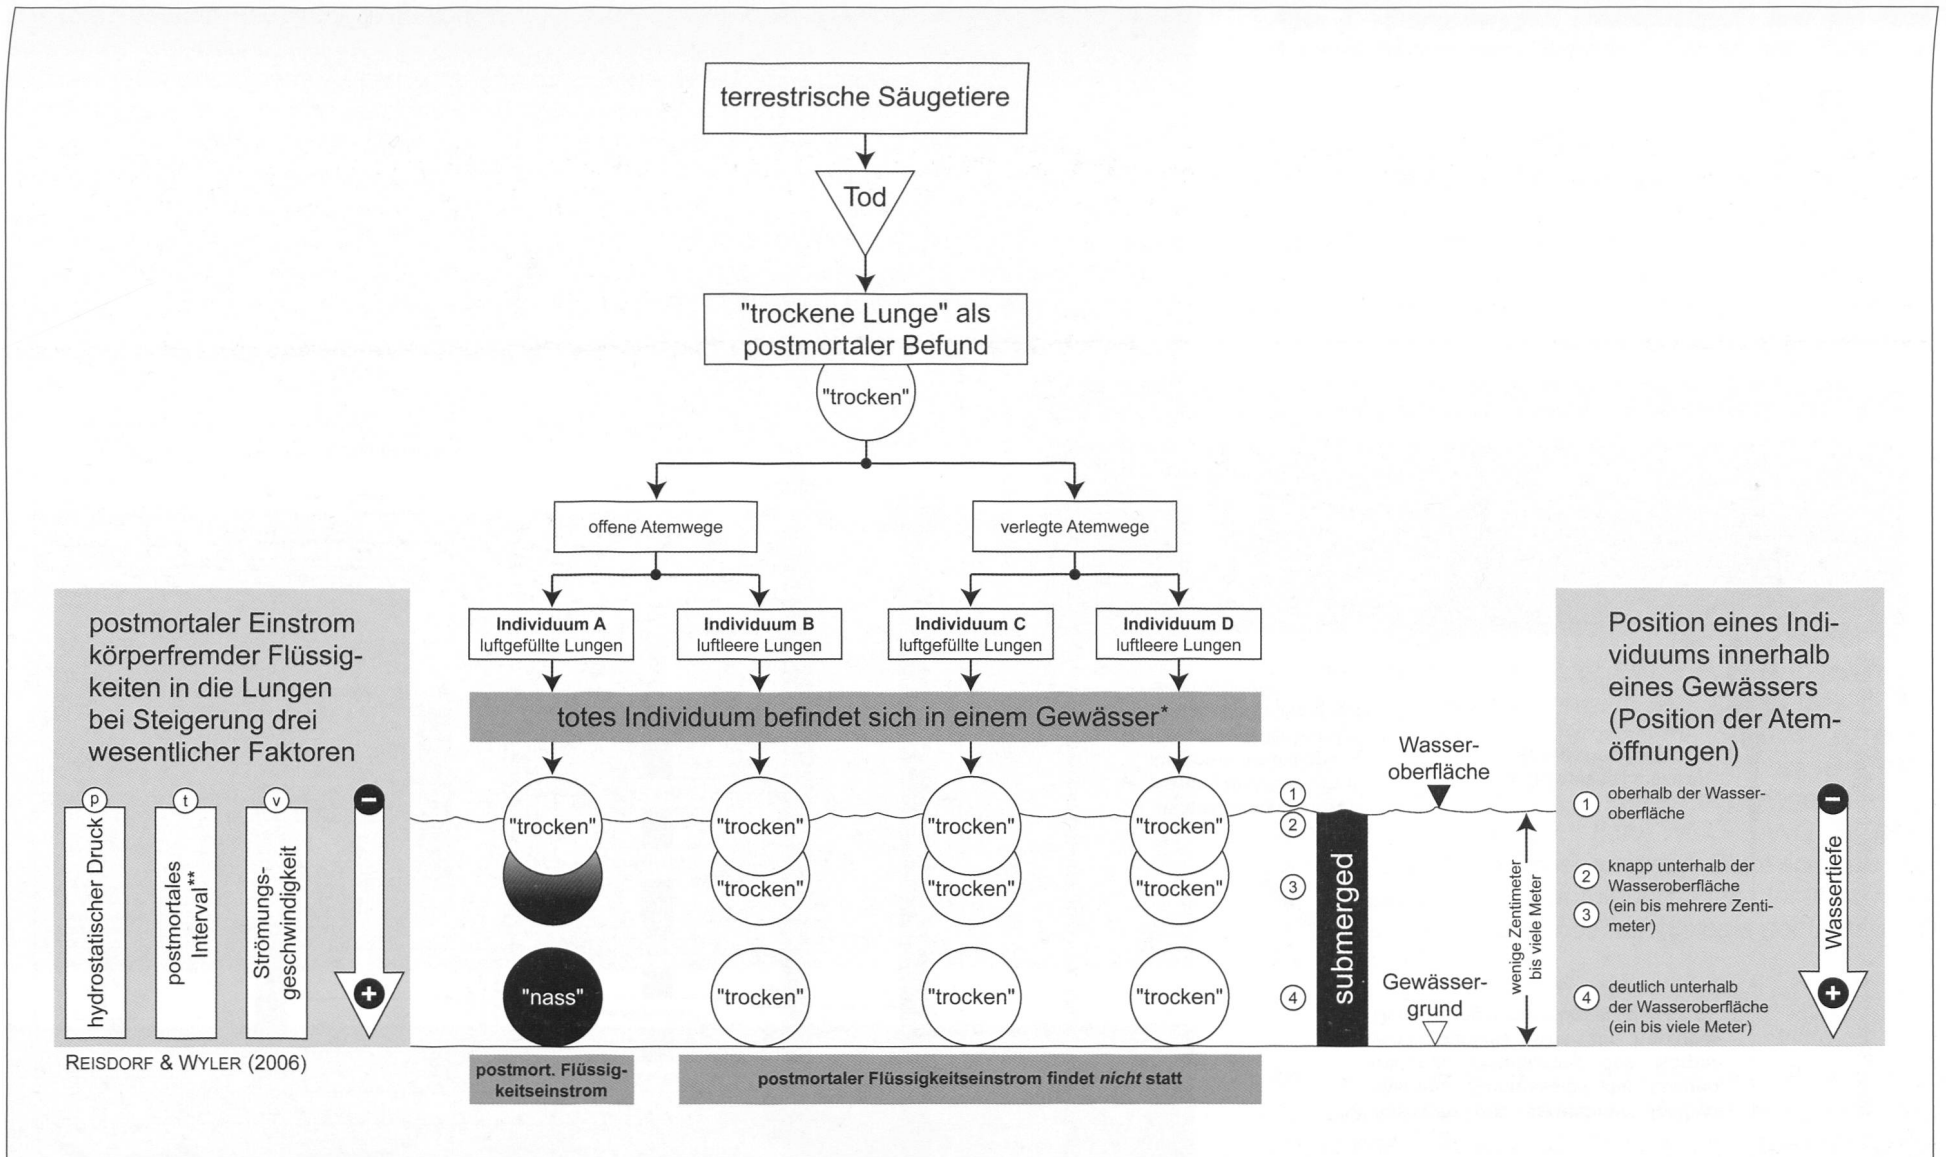 terrestrische Säugetiere
Tod
"trockene Lunge" als
postmortaler Befund
"trocken"
offene Atemwege
verlegte Atemwege
Individuum A
luftgefüllte Lungen
Individuum B
luftleere Lungen
Individuum C
luftgefüllte Lungen
Individuum D
luftleere Lungen
totes Individuum befindet sich in einem Gewässer*
postmortaler Einstrom
körperfremder Flüssig-
keiten in die Lungen
bei Steigerung drei
wesentlicher Faktoren
p
t
v
hydrostatischer Druck
postmortales
Interval**
Strömungs-
geschwindigkeit
−
+
REISDORF & WYLER (2006)
"trocken"
"trocken"
"trocken"
"trocken"
"trocken"
"trocken"
"trocken"
"nass"
"trocken"
"trocken"
"trocken"
postmort. Flüssig-
keitseinstrom
postmortaler Flüssigkeitseinstrom findet nicht statt
1
2
3
4
submerged
Wasser-
oberfläche
Gewässer-
grund
wenige Zentimeter
bis viele Meter
Position eines Indi-
viduums innerhalb
eines Gewässers
(Position der Atem-
öffnungen)
1 oberhalb der Wasser-
oberfläche
2 knapp unterhalb der
Wasseroberfläche
3 (ein bis mehrere Zenti-
meter)
4 deutlich unterhalb
der Wasseroberfläche
(ein bis viele Meter)
−
Wassertiefe
+